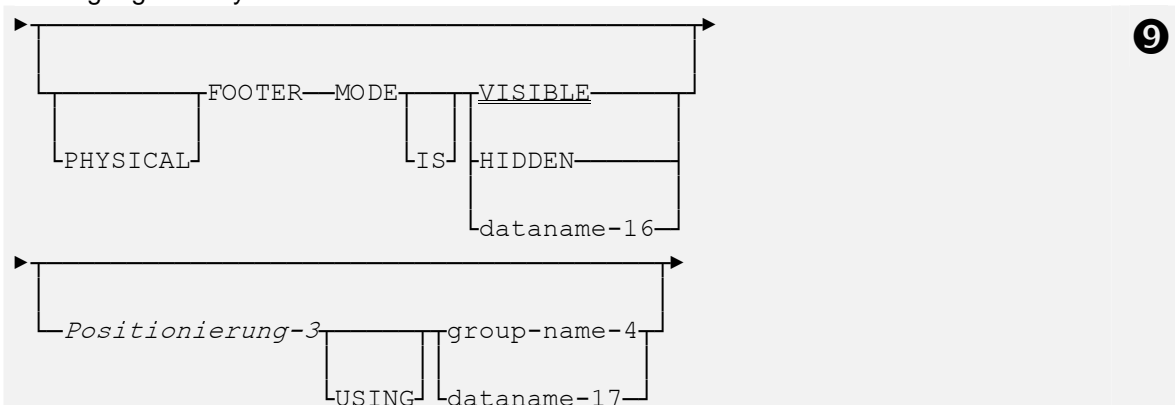 ❾
FOOTER MODE VISIBLE
PHYSICAL IS HIDDEN
dataname-16
Positionierung-3 group-name-4
USING dataname-17